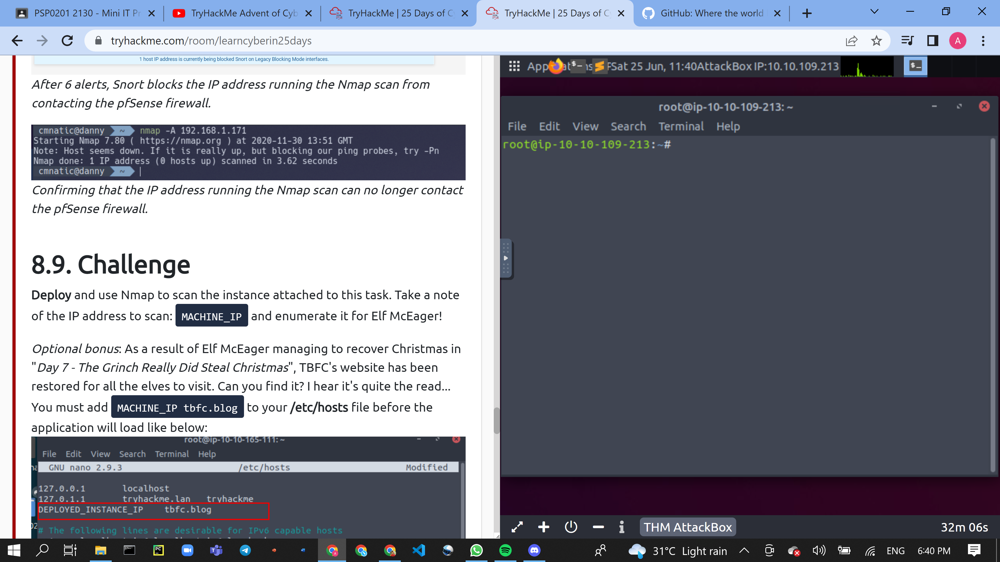 PSP0201 2130 - Mini IT Pr
TryHackMe Advent of Cyb
TryHackMe | 25 Days of Cy
TryHackMe | 25 Days of Cy
GitHub: Where the world
tryhackme.com/room/learncyberin25days
A
1 host IP address is currently being blocked Snort on Legacy Blocking Mode interfaces.
After 6 alerts, Snort blocks the IP address running the Nmap scan from
contacting the pfSense firewall.
cmnatic@danny ~ nmap -A 192.168.1.171
Starting Nmap 7.80 ( https://nmap.org ) at 2020-11-30 13:51 GMT
Note: Host seems down. If it is really up, but blocking our ping probes, try -Pn
Nmap done: 1 IP address (0 hosts up) scanned in 3.62 seconds
cmnatic@danny ~
Confirming that the IP address running the Nmap scan can no longer contact
the pfSense firewall.
8.9. Challenge
Deploy and use Nmap to scan the instance attached to this task. Take a note
of the IP address to scan: MACHINE_IP and enumerate it for Elf McEager!
Optional bonus: As a result of Elf McEager managing to recover Christmas in
"Day 7 - The Grinch Really Did Steal Christmas", TBFC's website has been
restored for all the elves to visit. Can you find it? I hear it's quite the read...
You must add MACHINE_IP tbfc.blog to your /etc/hosts file before the
application will load like below:
root@ip-10-10-165-111: ~
File Edit View Search Terminal Help
GNU nano 2.9.3 /etc/hosts Modified
127.0.0.1 localhost
127.0.1.1 tryhackme.lan tryhackme
DEPLOYED_INSTANCE_IP tbfc.blog
# The following lines are desirable for IPv6 capable hosts
Sat 25 Jun, 11:40 AttackBox IP:10.10.109.213
root@ip-10-10-109-213: ~
File Edit View Search Terminal Help
root@ip-10-10-109-213:~#
THM AttackBox
32m 06s
31°C Light rain
ENG
6:40 PM